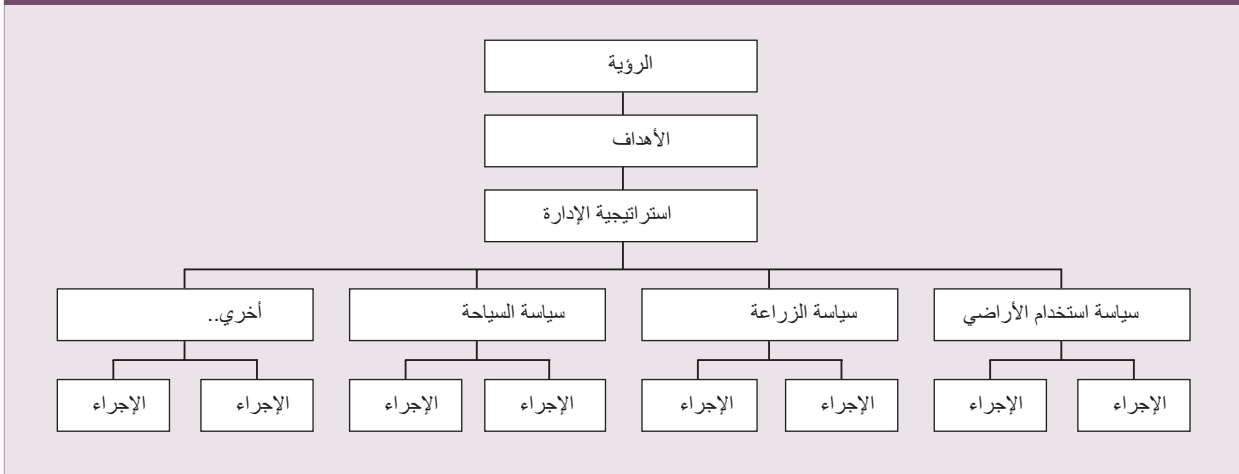 الرؤية
الأهداف
استراتيجية الإدارة
سياسة استخدام الأراضي
سياسة الزراعة
سياسة السياحة
أخري..
الإجراء
الإجراء
الإجراء
الإجراء
الإجراء
الإجراء
الإجراء
الإجراء